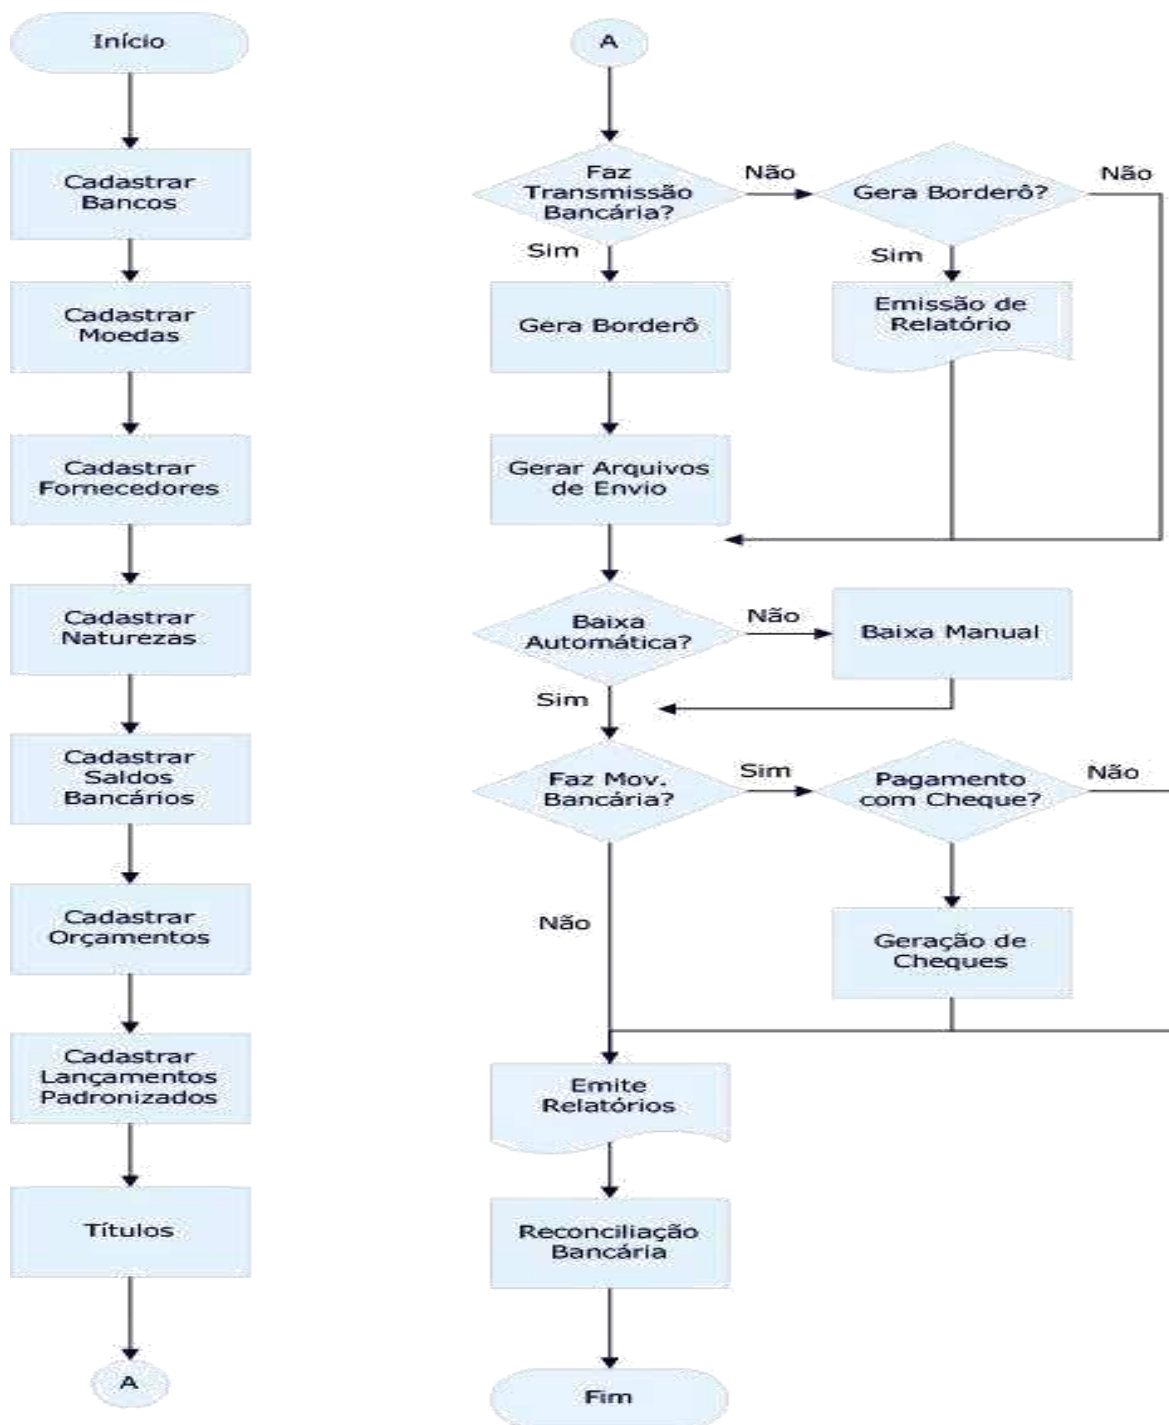 Início
Cadastrar
Bancos
Cadastrar
Moedas
Cadastrar
Fornecedores
Cadastrar
Naturezas
Cadastrar
Saldos
Bancários
Cadastrar
Orçamentos
Cadastrar
Lançamentos
Padronizados
Títulos
A
A
Faz
Transmissão
Bancária?
Não
Gera Borderô?
Não
Sim
Sim
Gera Borderô
Emissão de
Relatório
Gerar Arquivos
de Envio
Baixa
Automática?
Não
Baixa Manual
Sim
Faz Mov.
Bancária?
Sim
Pagamento
com Cheque?
Não
Não
Geração de
Cheques
Emite
Relatórios
Reconciliação
Bancária
Fim